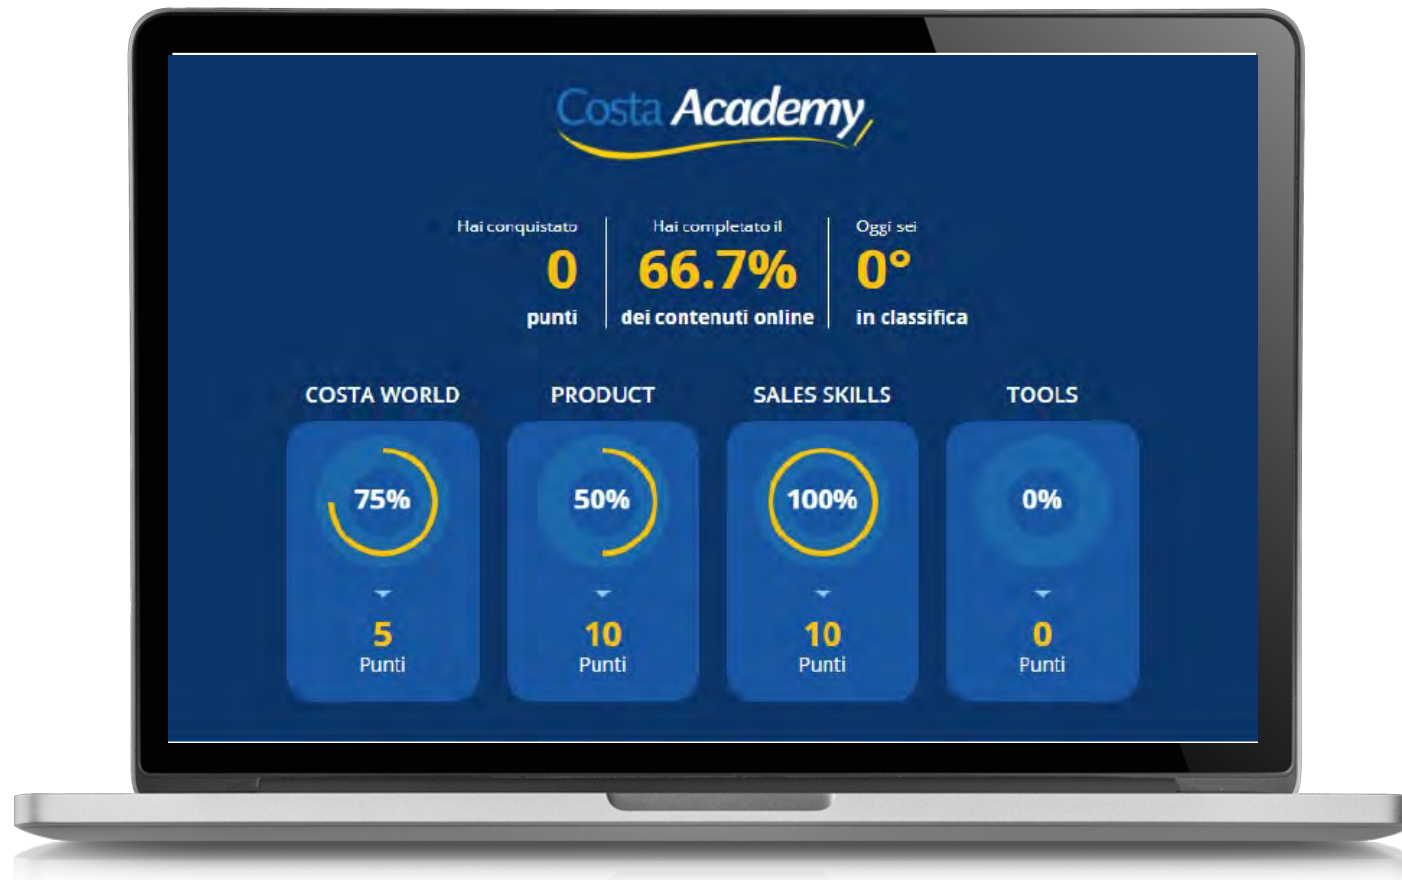 Costa Academy
Hai conquistato
0
punti
Hai completato il
66.7%
dei contenuti online
Oggi sei
0°
in classifica
COSTA WORLD
75%
5
Punti
PRODUCT
50%
10
Punti
SALES SKILLS
100%
10
Punti
TOOLS
0%
0
Punti